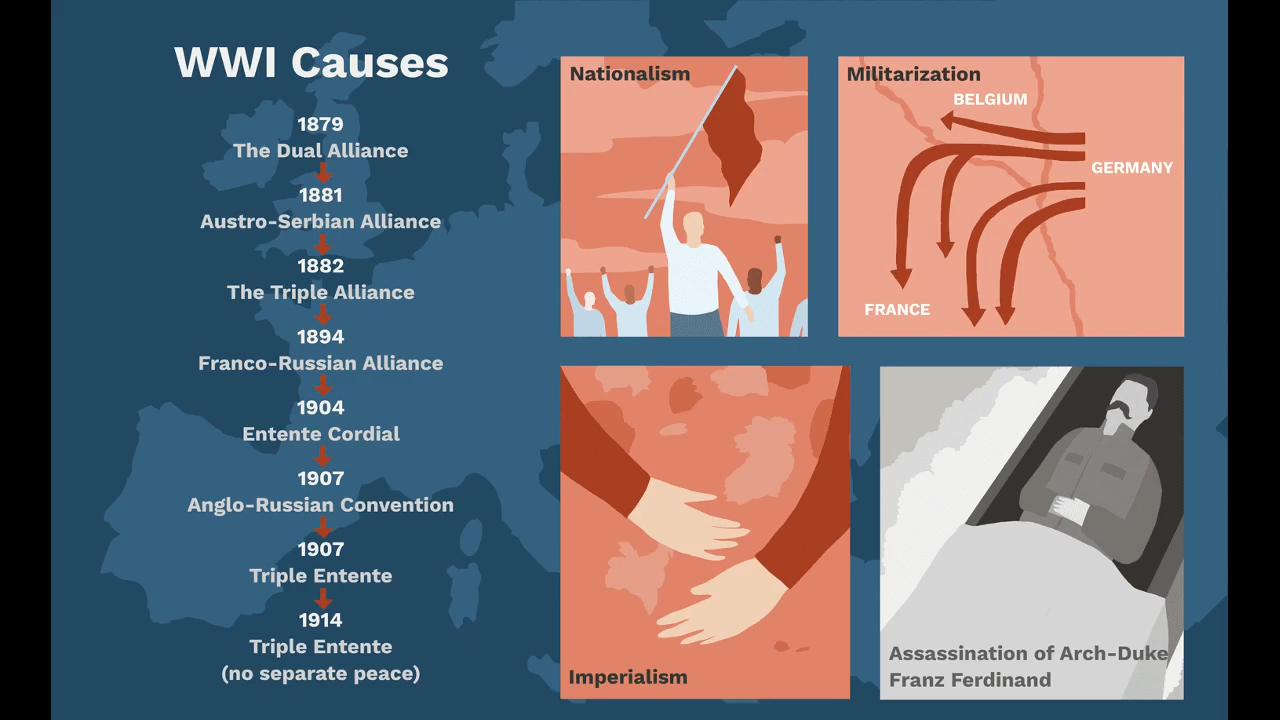 WWI Causes
1879
The Dual Alliance
1881
Austro-Serbian Alliance
1882
The Triple Alliance
1894
Franco-Russian Alliance
1904
Entente Cordial
1907
Anglo-Russian Convention
1907
Triple Entente
1914
Triple Entente
(no separate peace)
Nationalism
Militarization
BELGIUM
GERMANY
FRANCE
Imperialism
Assassination of Arch-Duke
Franz Ferdinand